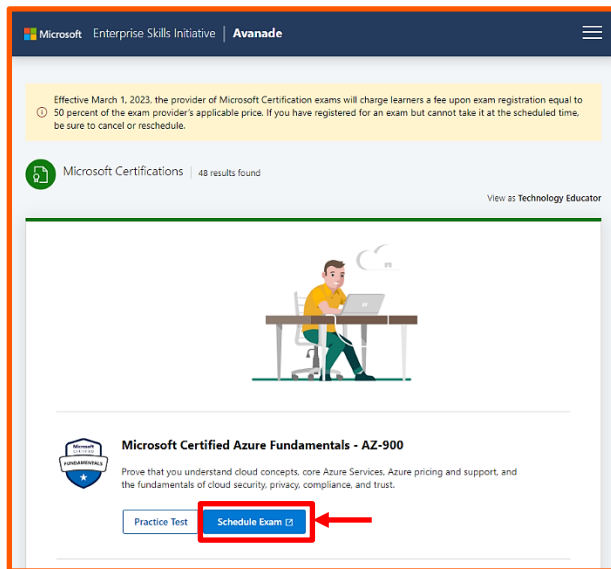 Microsoft Enterprise Skills Initiative | Avanade
Effective March 1, 2023, the provider of Microsoft Certification exams will charge learners a fee upon exam registration equal to
50 percent of the exam provider's applicable price. If you have registered for an exam but cannot take it at the scheduled time,
be sure to cancel or reschedule.
Microsoft Certifications | 48 results found
View as Technology Educator
Microsoft Certified Azure Fundamentals - AZ-900
Microsoft
CERTIFIED
FUNDAMENTALS
Prove that you understand cloud concepts, core Azure Services, Azure pricing and support, and
the fundamentals of cloud security, privacy, compliance, and trust.
Practice Test
Schedule Exam